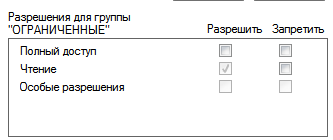 Разрешения для группы
"ОГРАНИЧЕННЫЕ" Разрешить Запретить
Полный доступ
Чтение
Особые разрешения